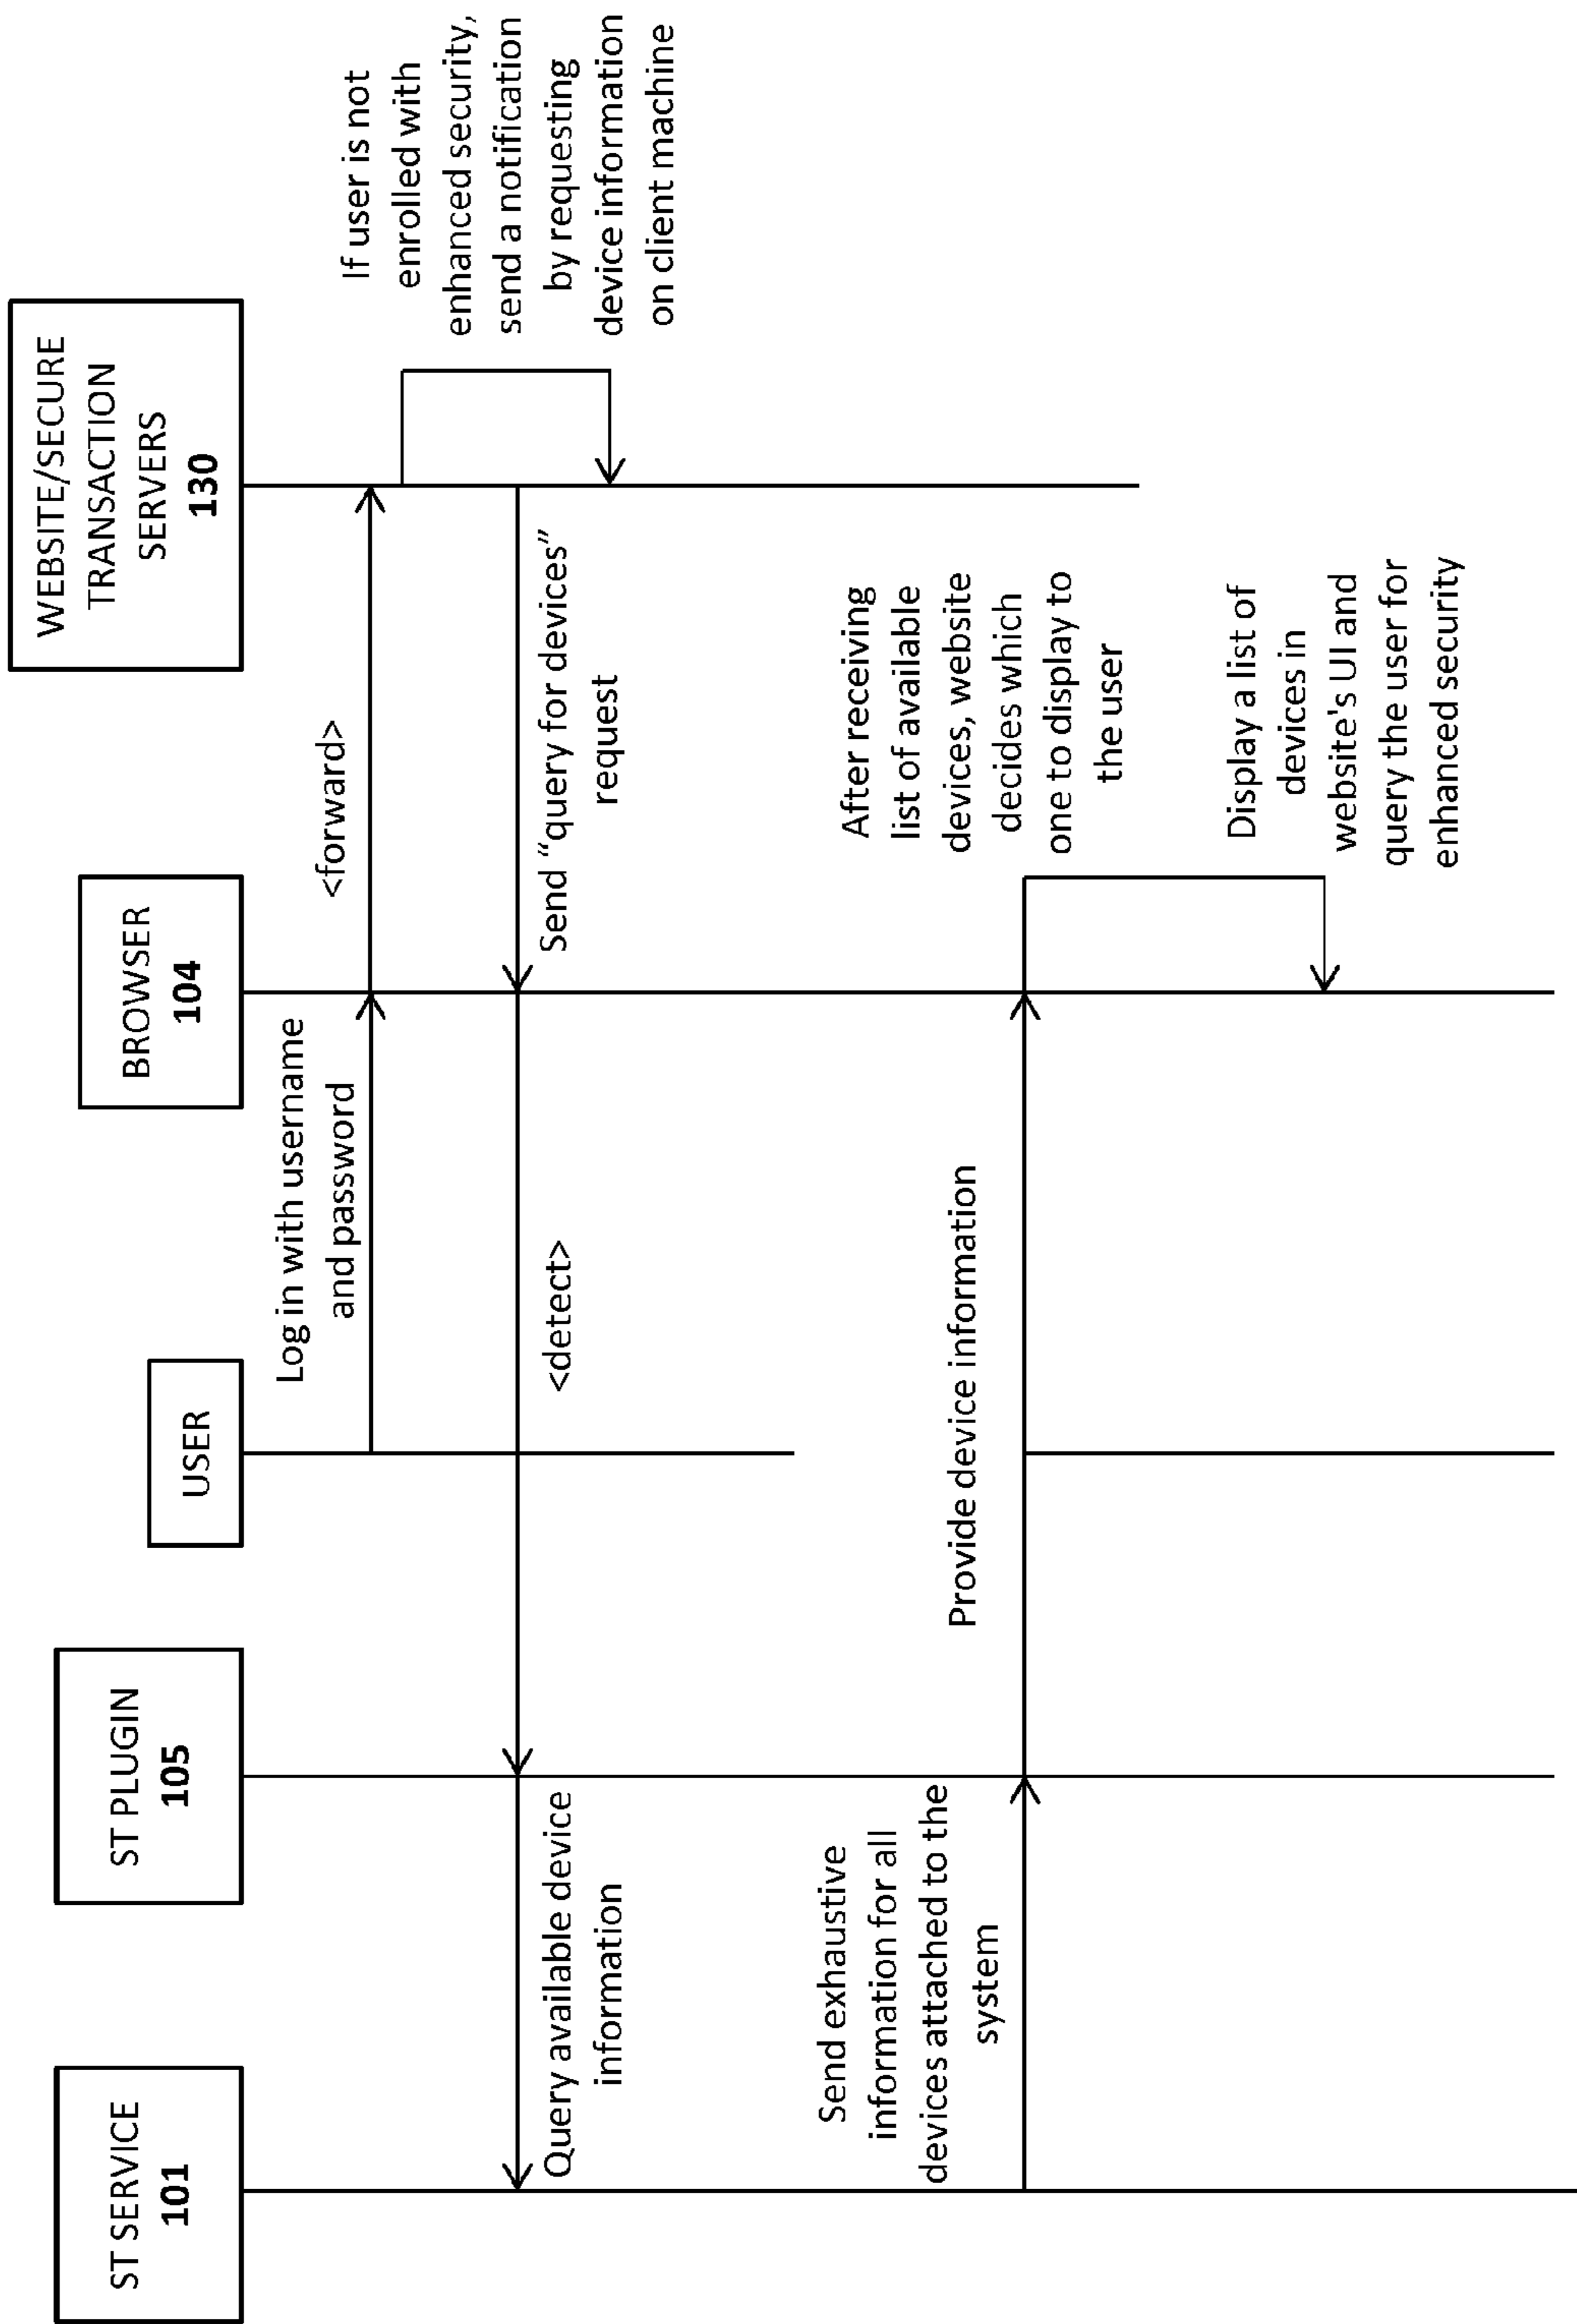 ST SERVICE
101
ST PLUGIN
105
USER
BROWSER
104
WEBSITE/SECURE
TRANSACTION
SERVERS
130
Log in with username
and password
<forward>
If user is not
enrolled with
enhanced security,
send a notification
by requesting
device information
on client machine
Send “query for devices”
request
<detect>
Query available device
information
Send exhaustive
information for all
devices attached to the
system
Provide device information
After receiving
list of available
devices, website
decides which
one to display to
the user
Display a list of
devices in
website's UI and
query the user for
enhanced security